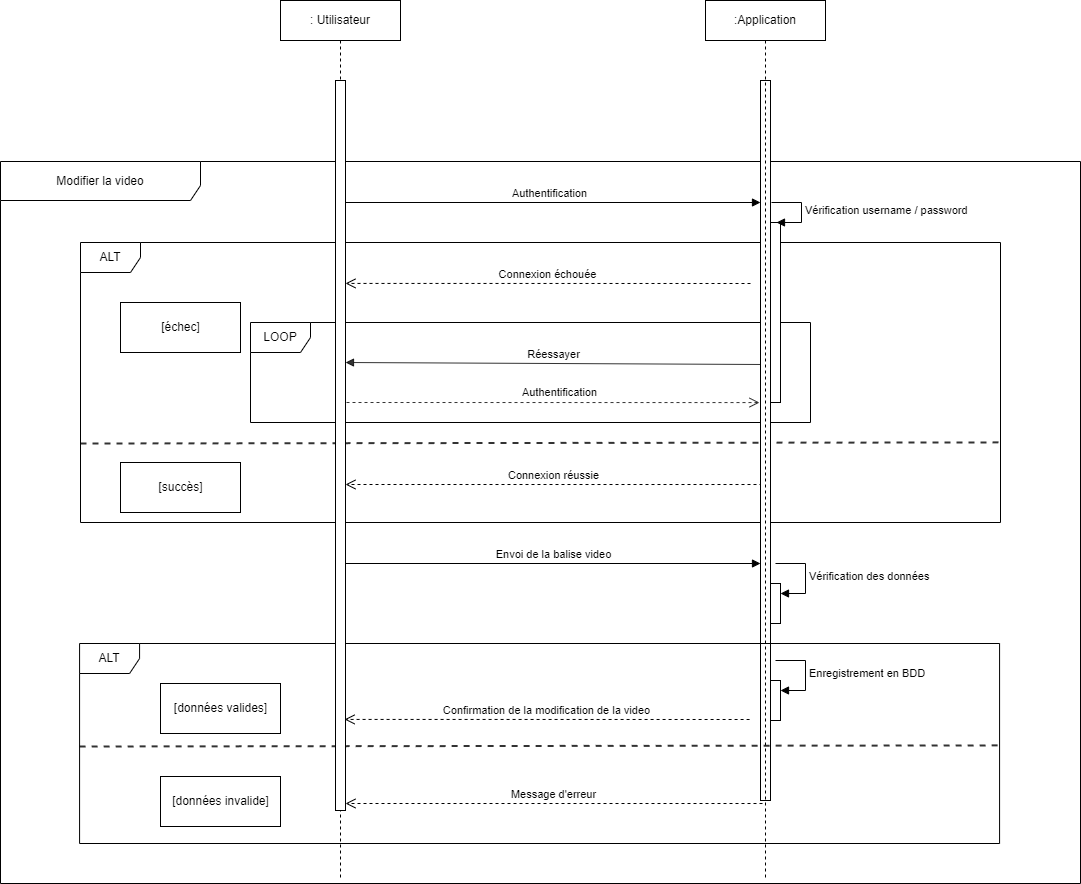 : Utilisateur
:Application
Modifier la video
Authentification
Vérification username / password
ALT
Connexion échouée
[échec]
LOOP
Réessayer
Authentification
Connexion réussie
[succès]
Envoi de la balise video
Vérification des données
ALT
Enregistrement en BDD
[données valides]
Confirmation de la modification de la video
Message d'erreur
[données invalide]